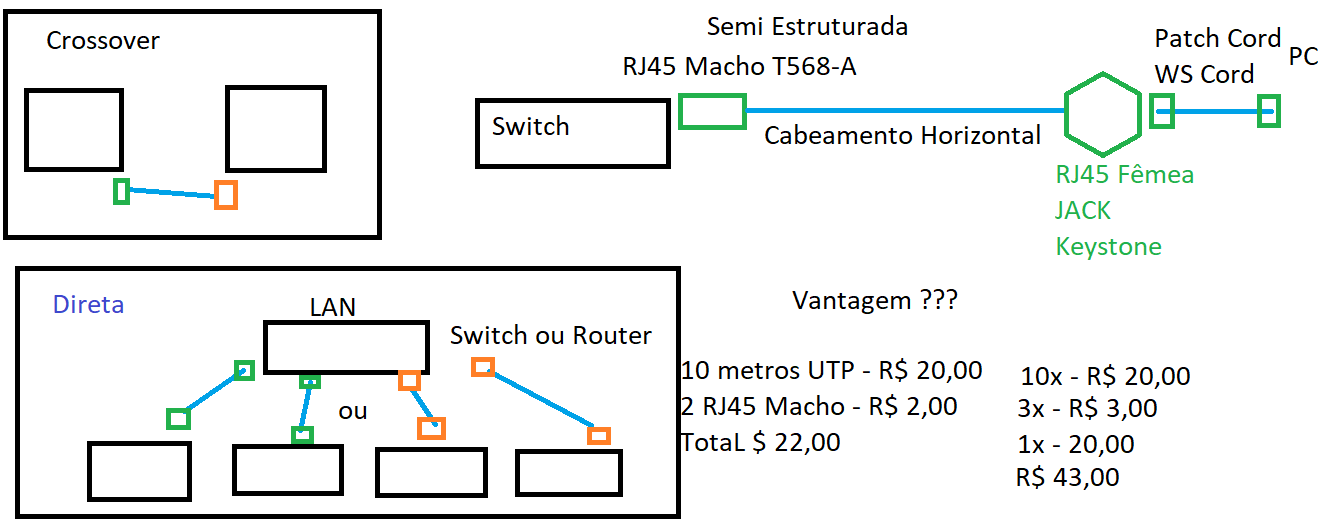 Crossover
Semi Estruturada
RJ45 Macho T568-A
Switch
Cabeamento Horizontal
Patch Cord
WS Cord
PC
RJ45 Fêmea
JACK
Keystone
Direta
LAN
Switch ou Router
ou
Vantagem ???
10 metros UTP - R$ 20,00
2 RJ45 Macho - R$ 2,00
TotaL $ 22,00
10x - R$ 20,00
3x - R$ 3,00
1x - 20,00
R$ 43,00